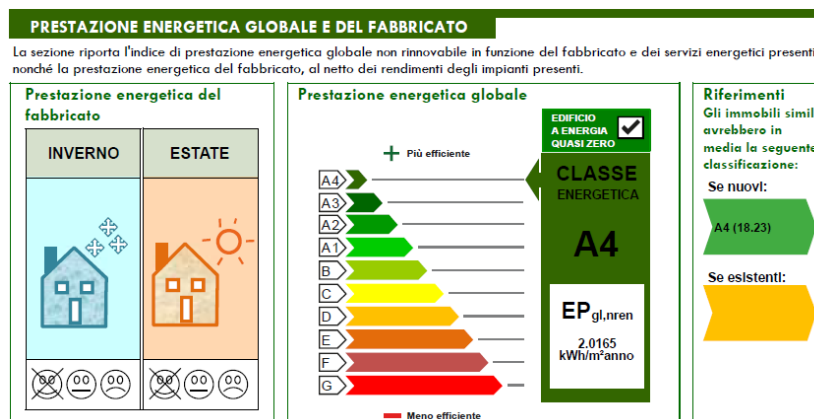 PRESTAZIONE ENERGETICA GLOBALE E DEL FABBRICATO
La sezione riporta l'indice di prestazione energetica globale non rinnovabile in funzione del fabbricato e dei servizi energetici presenti
nonché la prestazione energetica del fabbricato, al netto dei rendimenti degli impianti presenti.
Prestazione energetica del
fabbricato
INVERNO
ESTATE
Prestazione energetica globale
+ Più efficiente
A4
A3
A2
A1
B
C
D
E
F
G
Meno efficiente
EDIFICIO
A ENERGIA
QUASI ZERO
CLASSE
ENERGETICA
A4
EPgl,nren
2.0165
kWh/m²anno
Riferimenti
Gli immobili simil
avrebbero in
media la seguente
classificazione:
Se nuovi:
A4 (18.23)
Se esistenti: